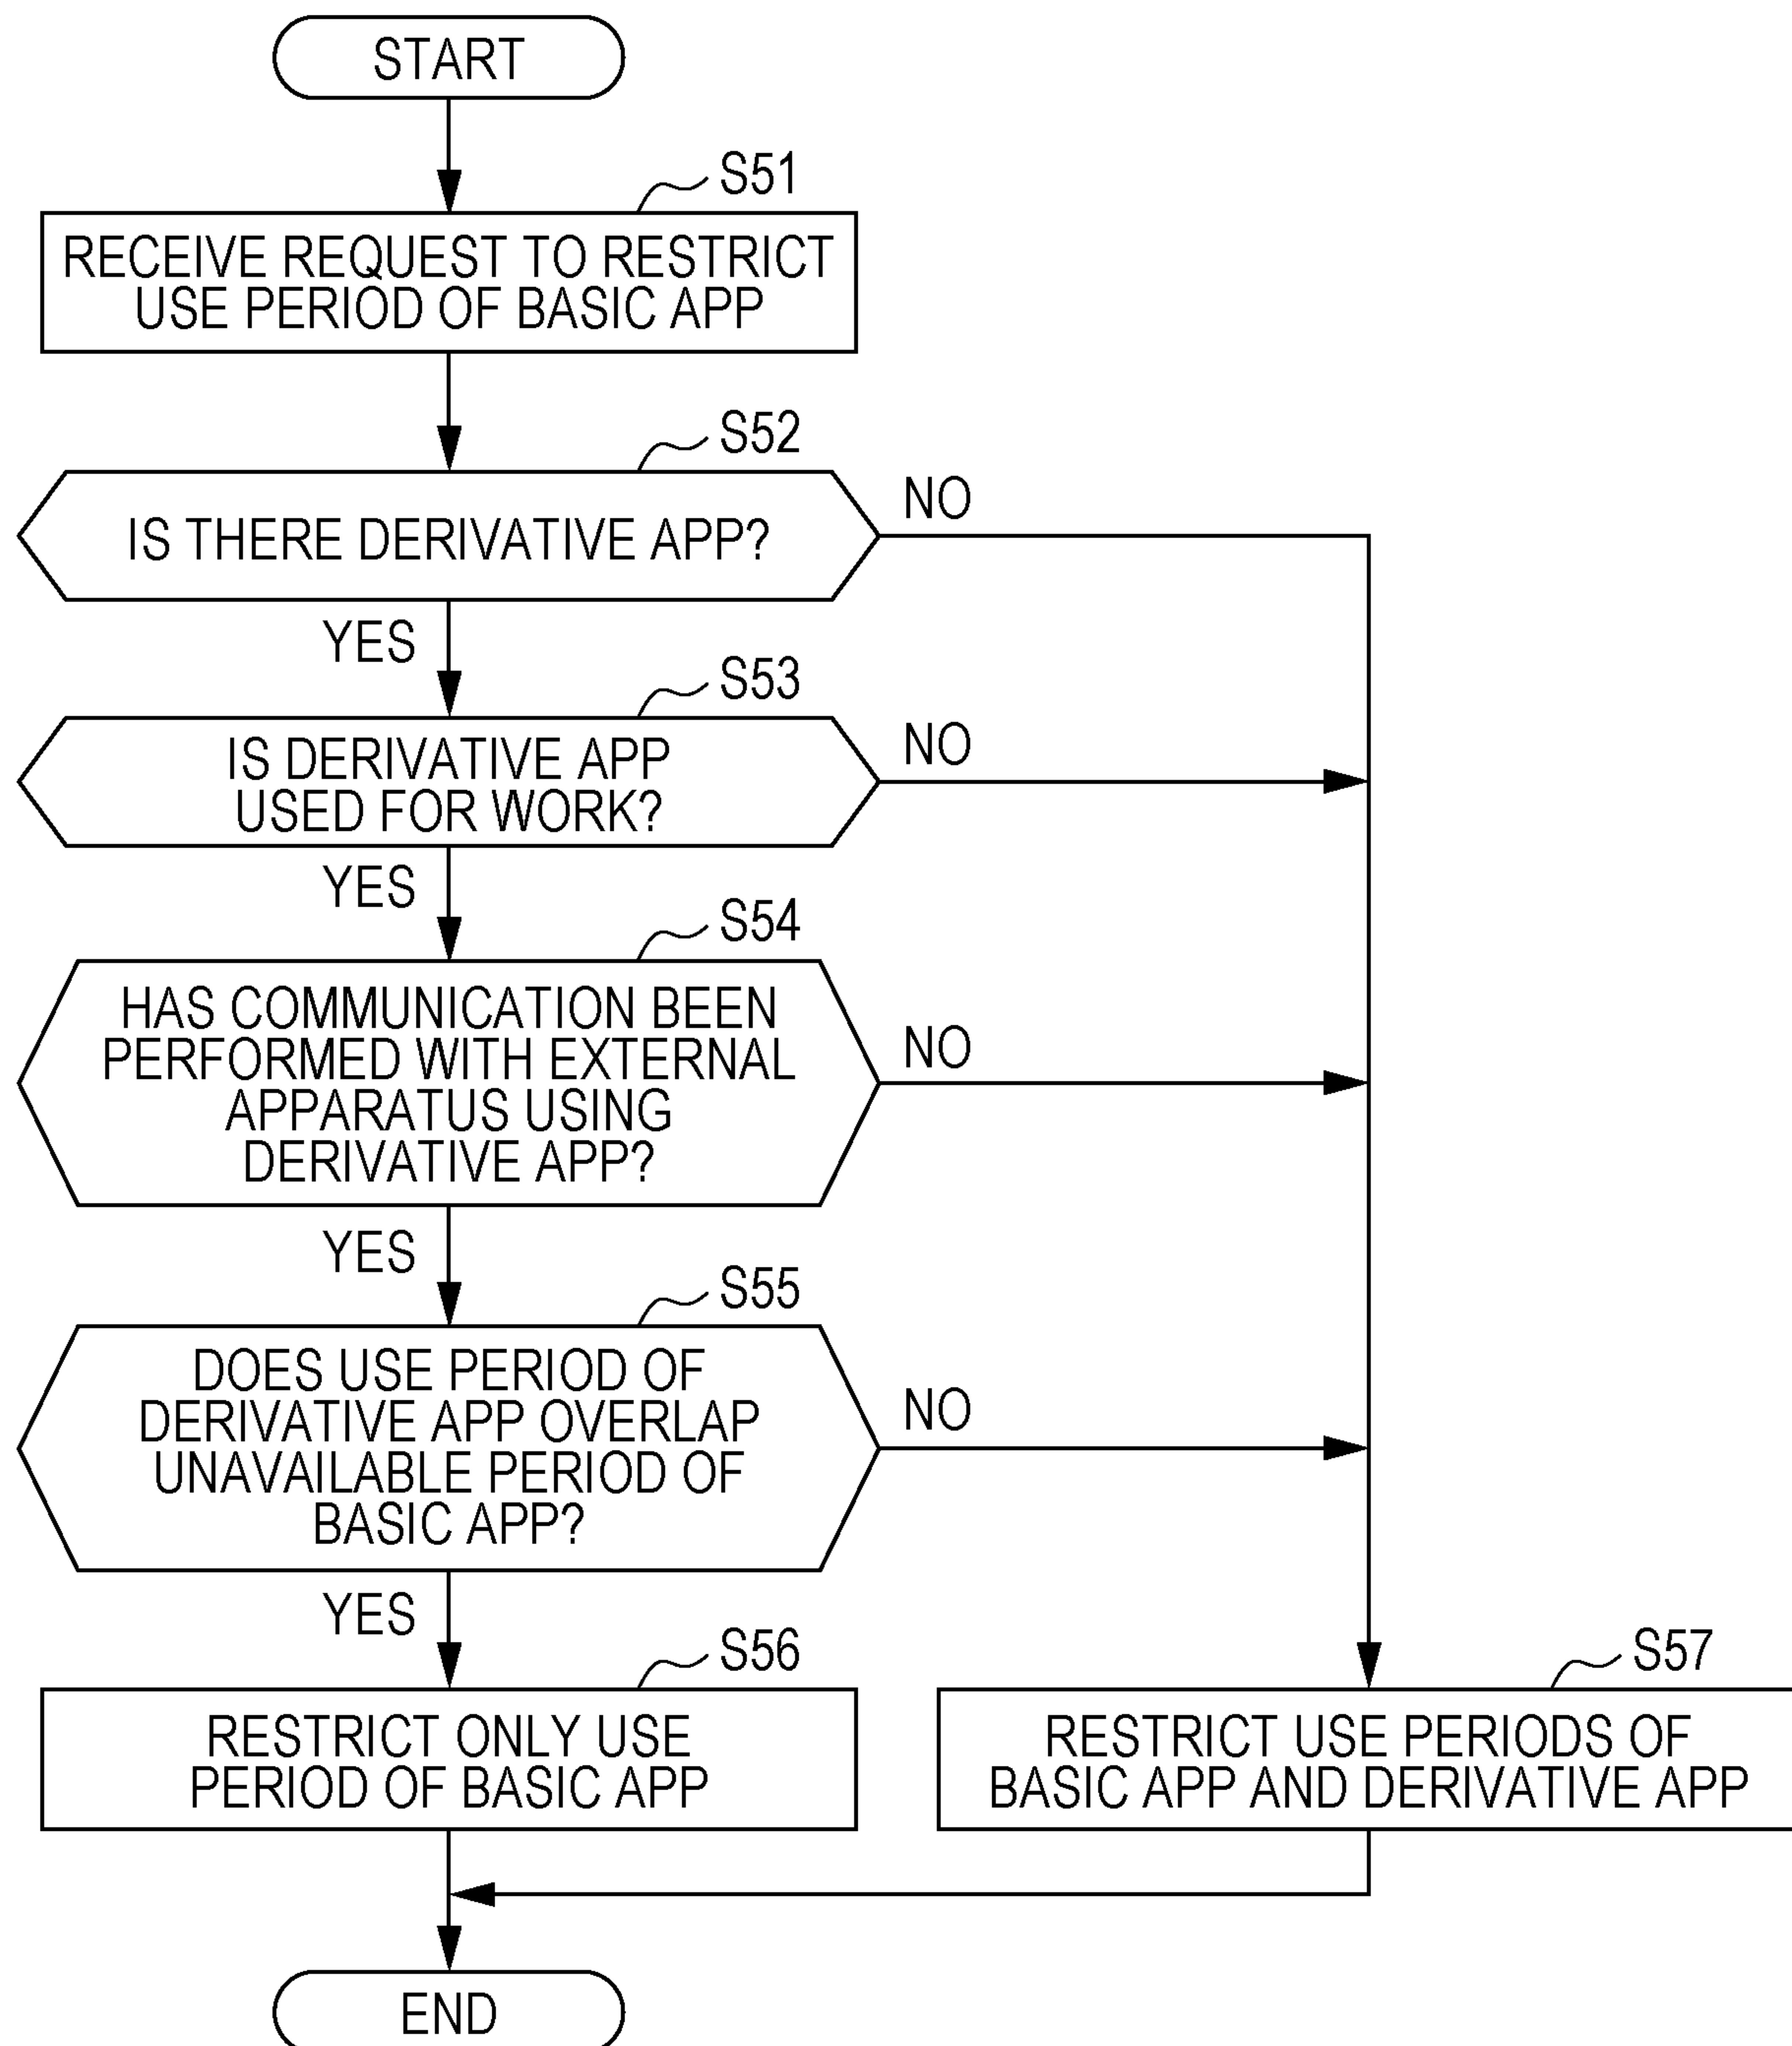 START
S51
RECEIVE REQUEST TO RESTRICT
USE PERIOD OF BASIC APP
S52
IS THERE DERIVATIVE APP?
NO
YES
S53
IS DERIVATIVE APP
USED FOR WORK?
NO
YES
S54
HAS COMMUNICATION BEEN
PERFORMED WITH EXTERNAL
APPARATUS USING
DERIVATIVE APP?
NO
YES
S55
DOES USE PERIOD OF
DERIVATIVE APP OVERLAP
UNAVAILABLE PERIOD OF
BASIC APP?
NO
YES
S56
RESTRICT ONLY USE
PERIOD OF BASIC APP
S57
RESTRICT USE PERIODS OF
BASIC APP AND DERIVATIVE APP
END